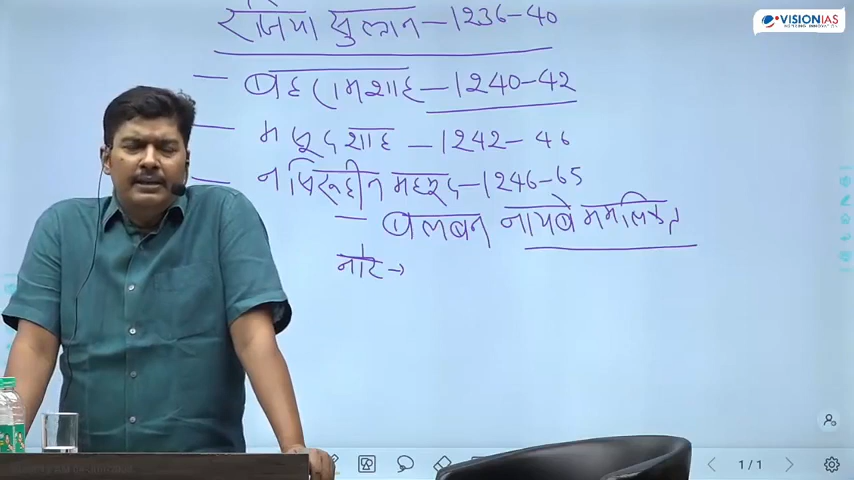 VISIONIAS
रजिया सुल्तान – 1236-40
– बहरामशाह – 1240-42
– मसूदशाह – 1242-46
– नासिरूद्दीन महमूद – 1246-65
– बलबन नायबे ममलिकत
नोट →
1/1